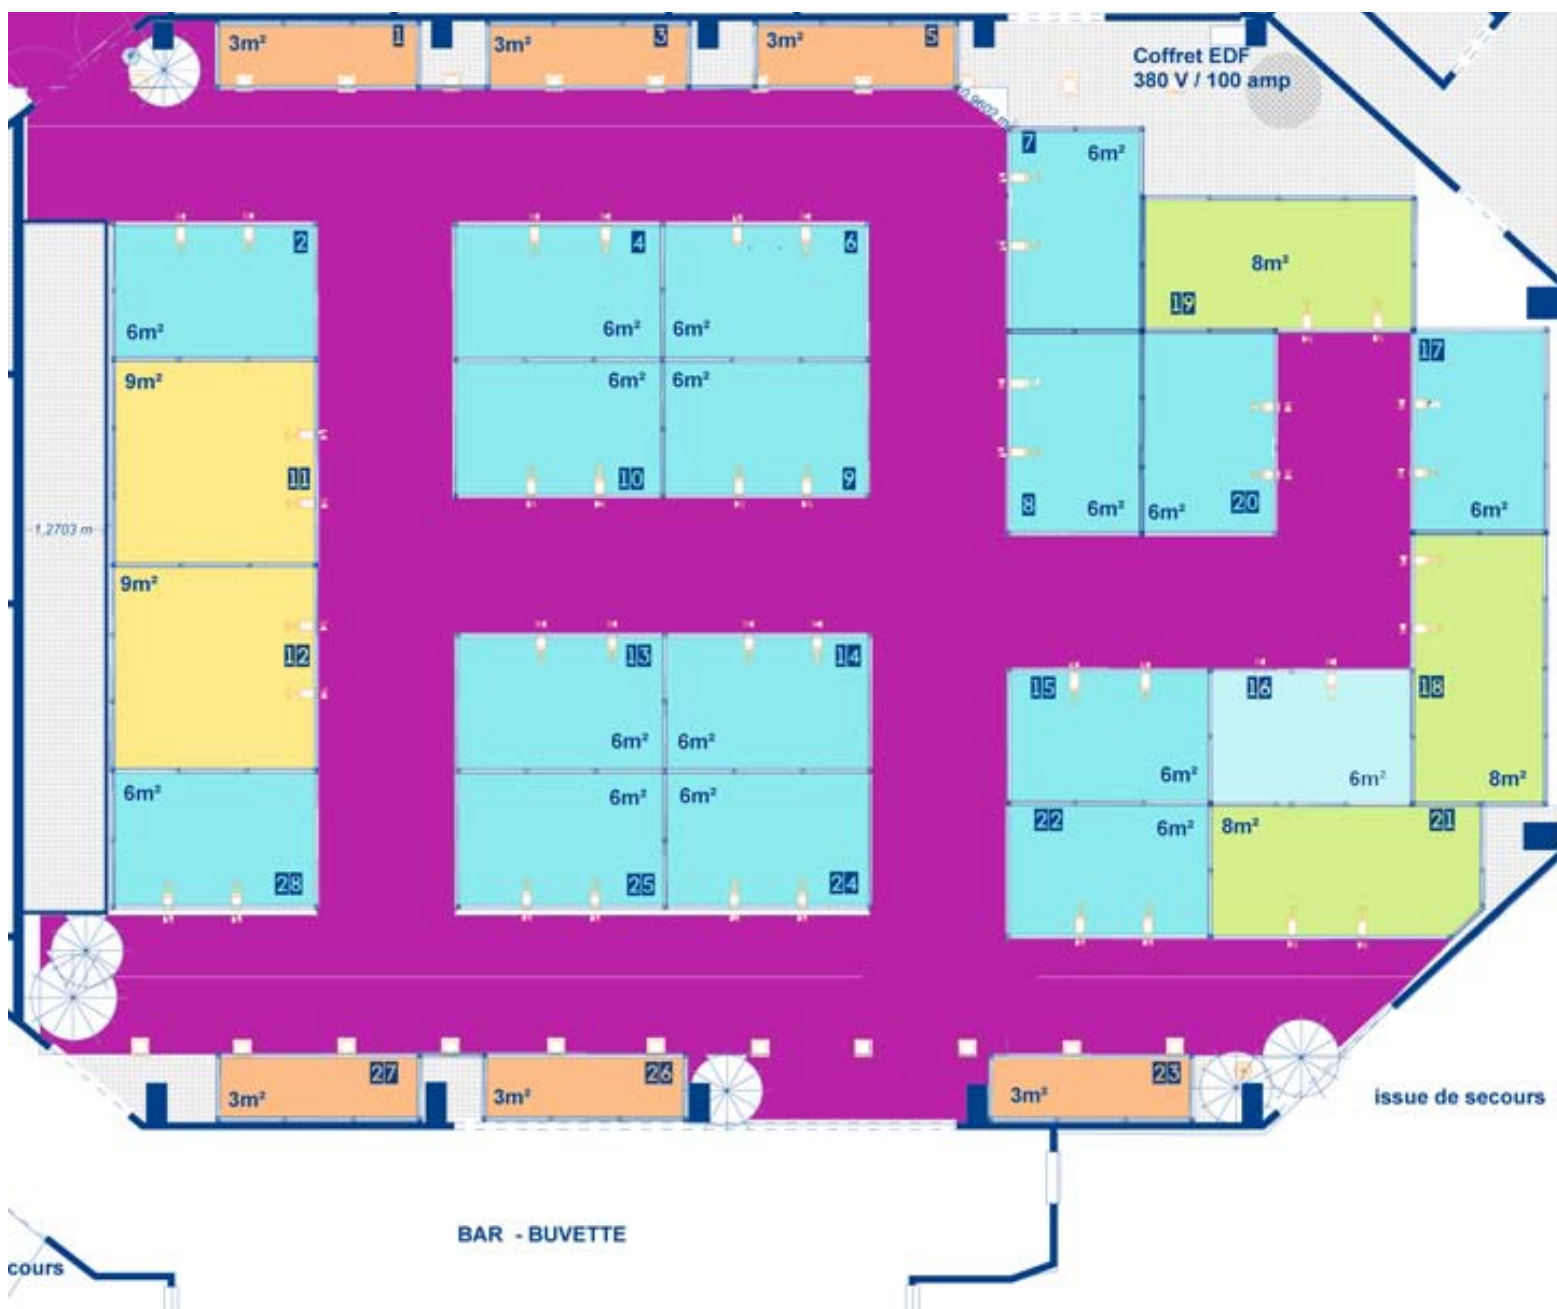 3m²
1
3m²
3
3m²
5
Coffret EDF
380 V / 100 amp
7
6m²
2
6m²
4
6m²
6
6m²
8m²
19
9m²
11
6m²
10
6m²
9
8
6m²
6m²
20
17
6m²
1,2703 m
9m²
12
13
6m²
14
6m²
15
6m²
16
6m²
18
8m²
6m²
28
6m²
25
6m²
24
22
6m²
8m²
21
27
3m²
26
3m²
23
3m²
issue de secours
BAR - BUVETTE
cours